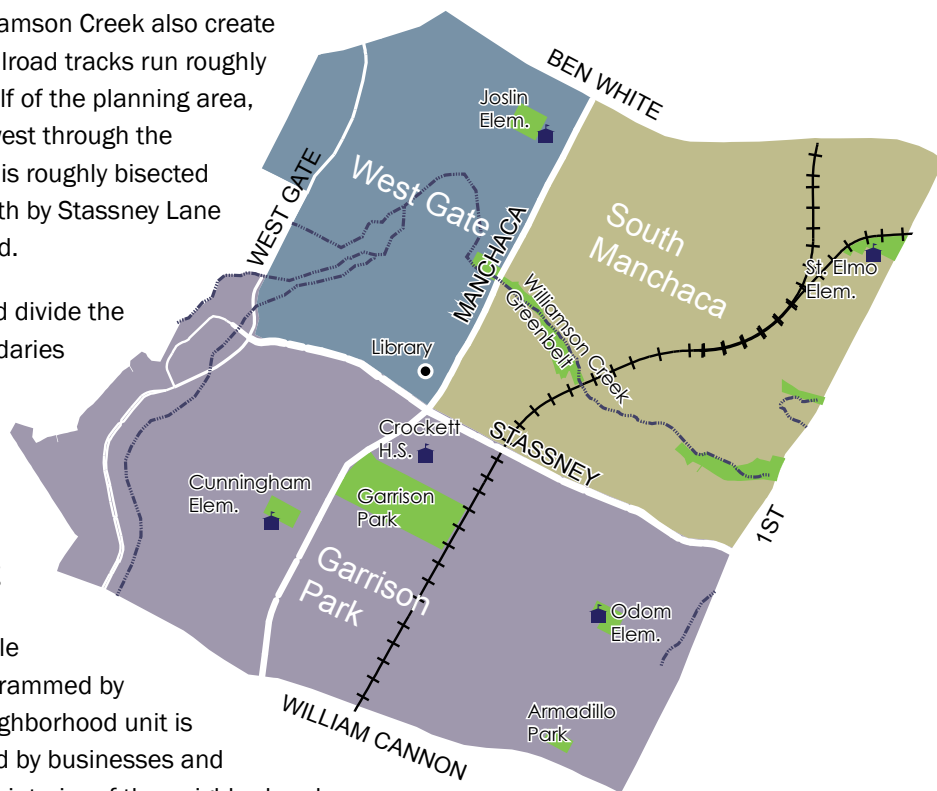 amson Creek also create
lroad tracks run roughly
lf of the planning area,
west through the
is roughly bisected
th by Stassney Lane
d.
d divide the
daries
le
rammed by
ighborhood unit is
d by businesses and
BEN WHITE
Joslin
Elem.
West Gate
WEST GATE
MANCHACA
South
Manchaca
St. Elmo
Elem.
Williamson Creek
Greenbelt
Library
STASSNEY
Crockett
H.S.
Cunningham
Elem.
Garrison
Park
Garrison
Park
1ST
Odom
Elem.
Armadillo
Park
WILLIAM CANNON